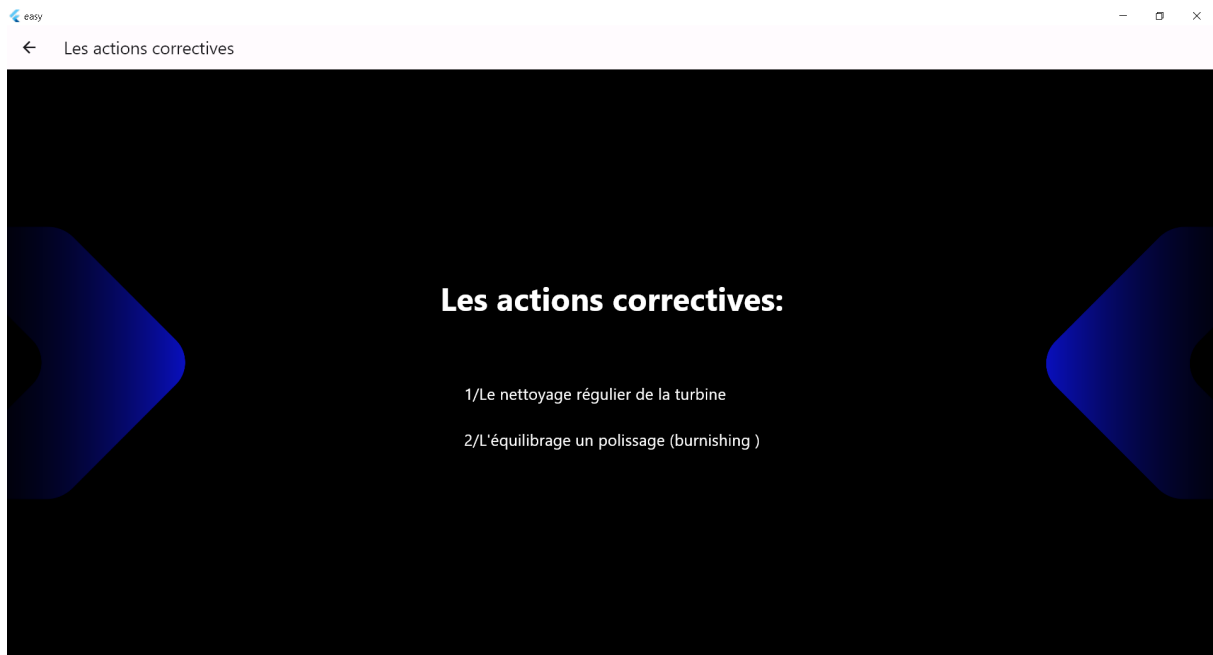 easy
Les actions correctives
Les actions correctives:
1/Le nettoyage régulier de la turbine
2/L'équilibrage un polissage (burnishing )